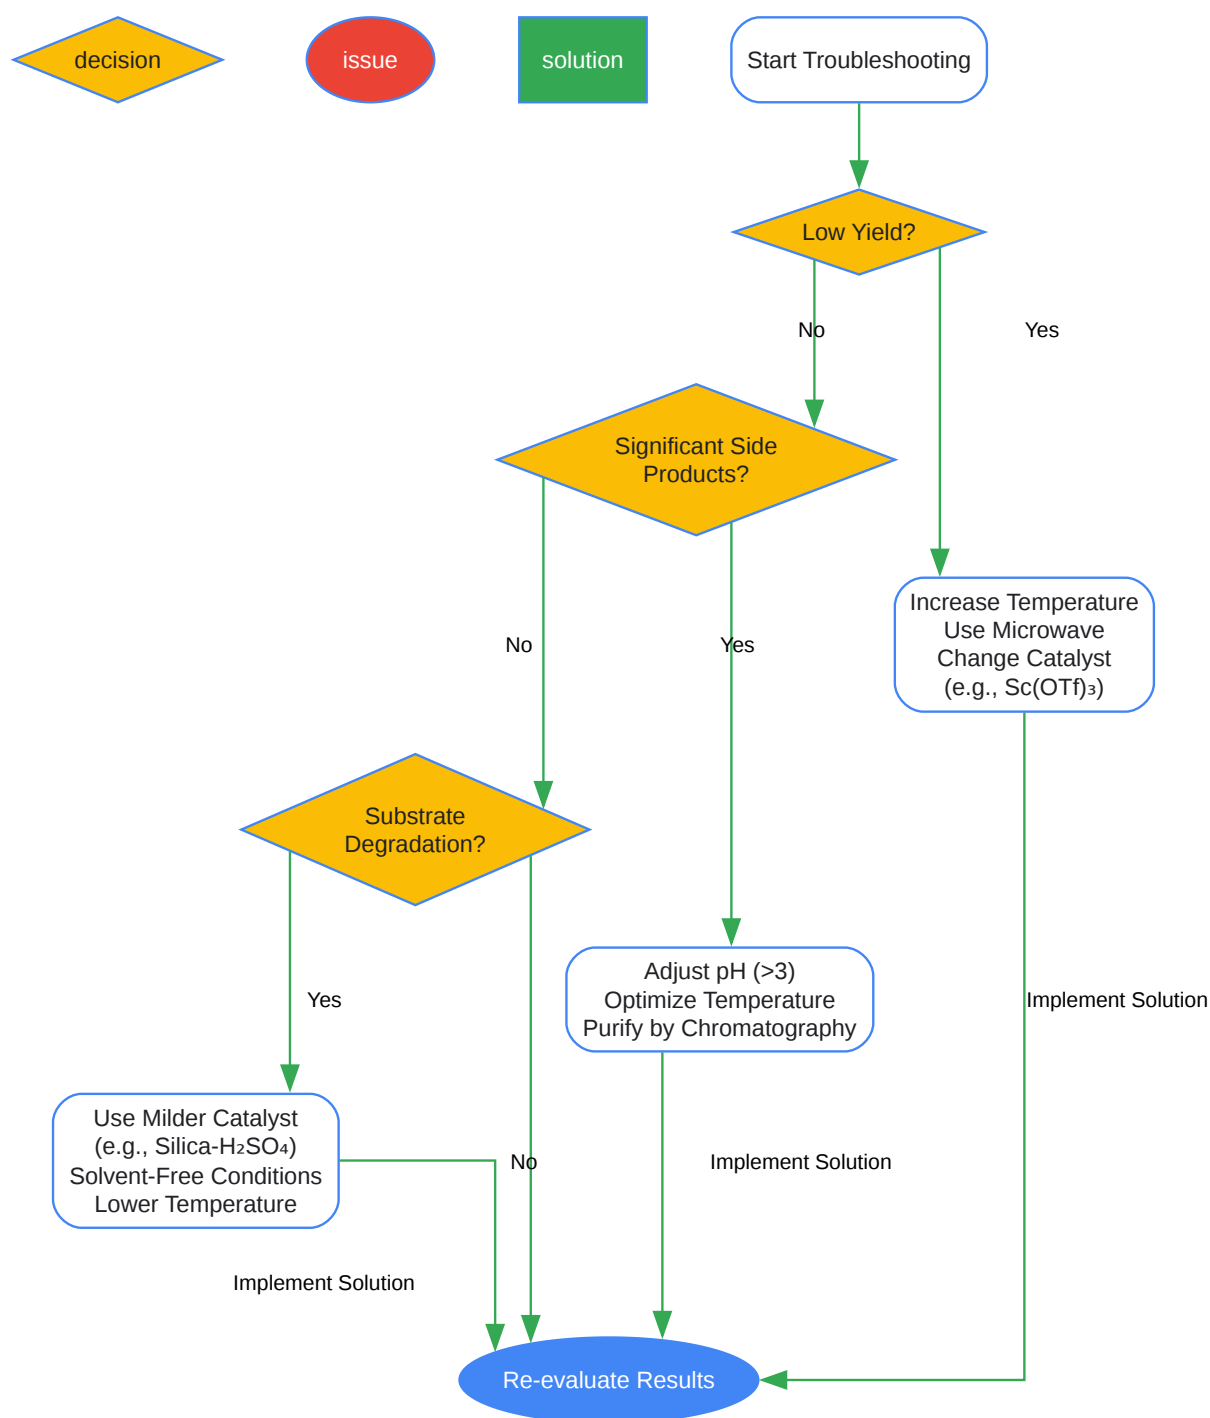 decision
issue
solution
Start Troubleshooting
Low Yield?
No
Yes
Significant Side
Products?
Increase Temperature
Use Microwave
Change Catalyst
(e.g., Sc(OTf)₃)
No
Yes
Substrate
Degradation?
Adjust pH (>3)
Optimize Temperature
Purify by Chromatography
Yes
Implement Solution
Use Milder Catalyst
(e.g., Silica-H₂SO₄)
Solvent-Free Conditions
Lower Temperature
No
Implement Solution
Implement Solution
Re-evaluate Results